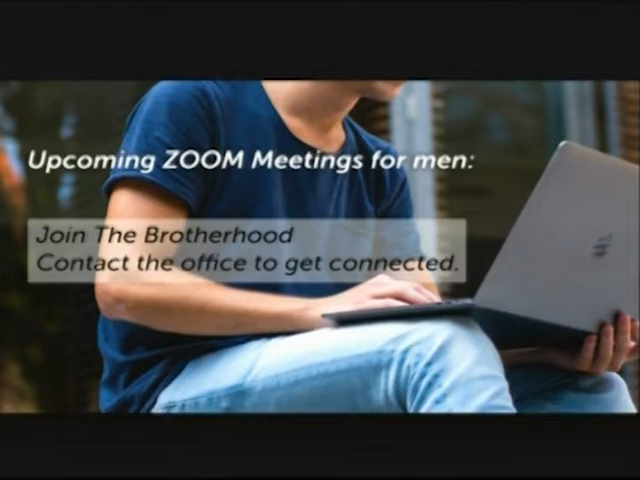 Upcoming ZOOM Meetings for men:
Join The Brotherhood
Contact the office to get connected.